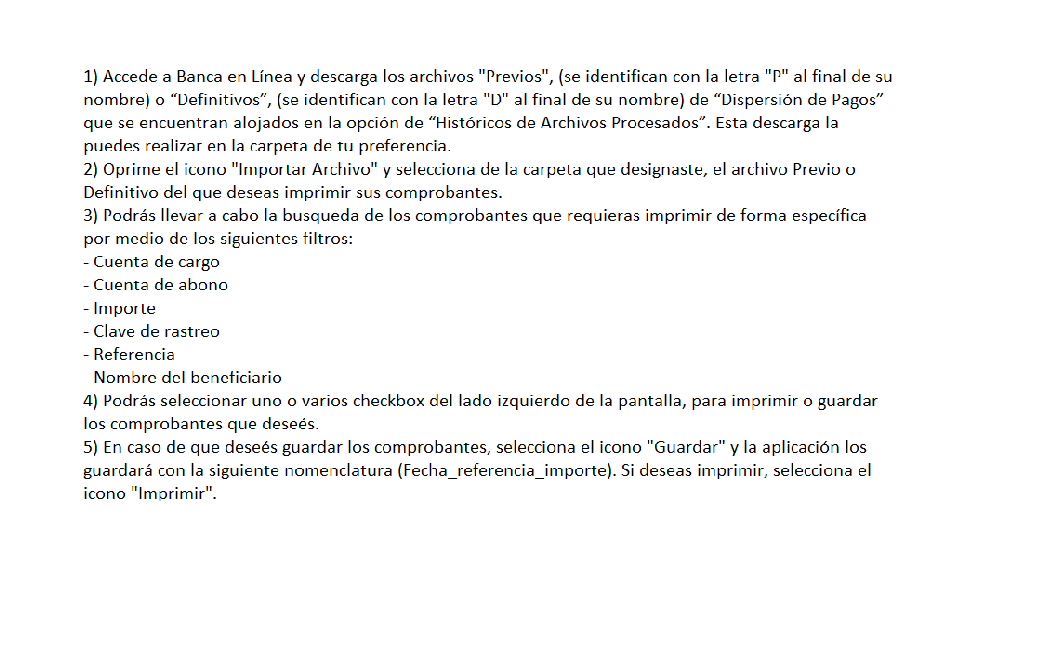 1) Accede a Banca en Línea y descarga los archivos "Previos", (se identifican con la letra "P" al final de su
nombre) o “Definitivos”, (se identifican con la letra "D" al final de su nombre) de “Dispersión de Pagos”
que se encuentran alojados en la opción de “Históricos de Archivos Procesados”. Esta descarga la
puedes realizar en la carpeta de tu preferencia.
2) Oprime el icono "Importar Archivo" y selecciona de la carpeta que designaste, el archivo Previo o
Definitivo del que deseas imprimir sus comprobantes.
3) Podrás llevar a cabo la busqueda de los comprobantes que requieras imprimir de forma específica
por medio de los siguientes filtros:
- Cuenta de cargo
- Cuenta de abono
- Importe
- Clave de rastreo
- Referencia
Nombre del beneficiario
4) Podrás seleccionar uno o varios checkbox del lado izquierdo de la pantalla, para imprimir o guardar
los comprobantes que deseés.
5) En caso de que deseés guardar los comprobantes, selecciona el icono "Guardar" y la aplicación los
guardará con la siguiente nomenclatura (Fecha_referencia_importe). Si deseas imprimir, selecciona el
icono "Imprimir".